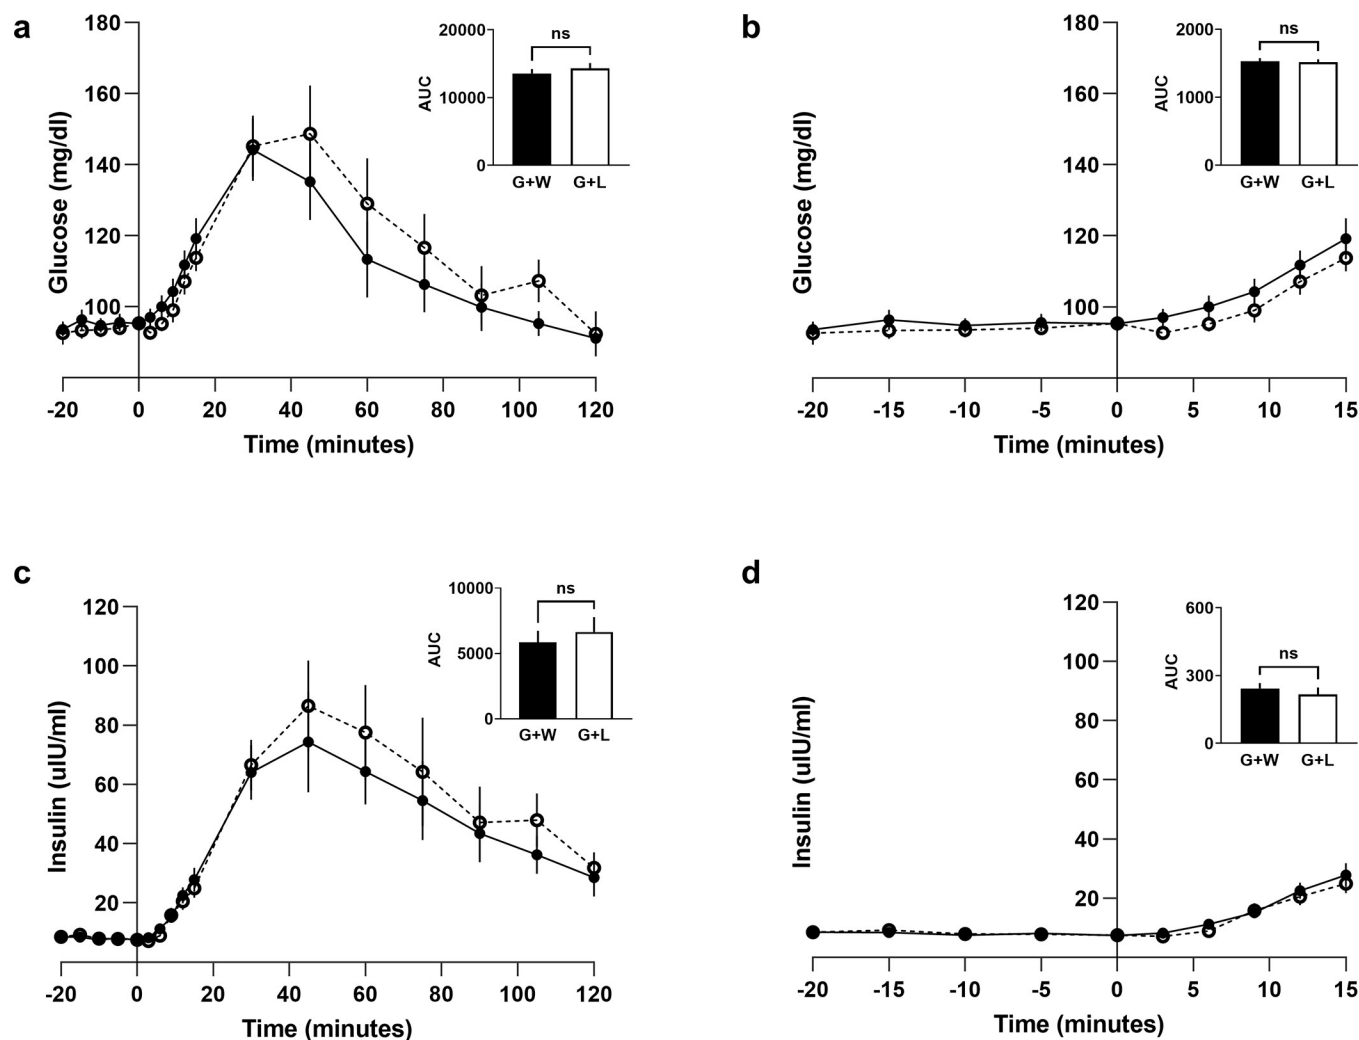 a
Glucose (mg/dl)
180
160
140
120
100
-20 0 20 40 60 80 100 120
Time (minutes)
AUC
20000
10000
0
ns
G+W G+L
b
Glucose (mg/dl)
180
160
140
120
100
-20 -15 -10 -5 0 5 10 15
Time (minutes)
AUC
2000
1000
0
ns
G+W G+L
c
Insulin (uIU/ml)
120
100
80
60
40
20
-20 0 20 40 60 80 100 120
Time (minutes)
AUC
10000
5000
0
ns
G+W G+L
d
Insulin (uIU/ml)
120
100
80
60
40
20
-20 -15 -10 -5 0 5 10 15
Time (minutes)
AUC
600
300
0
ns
G+W G+L